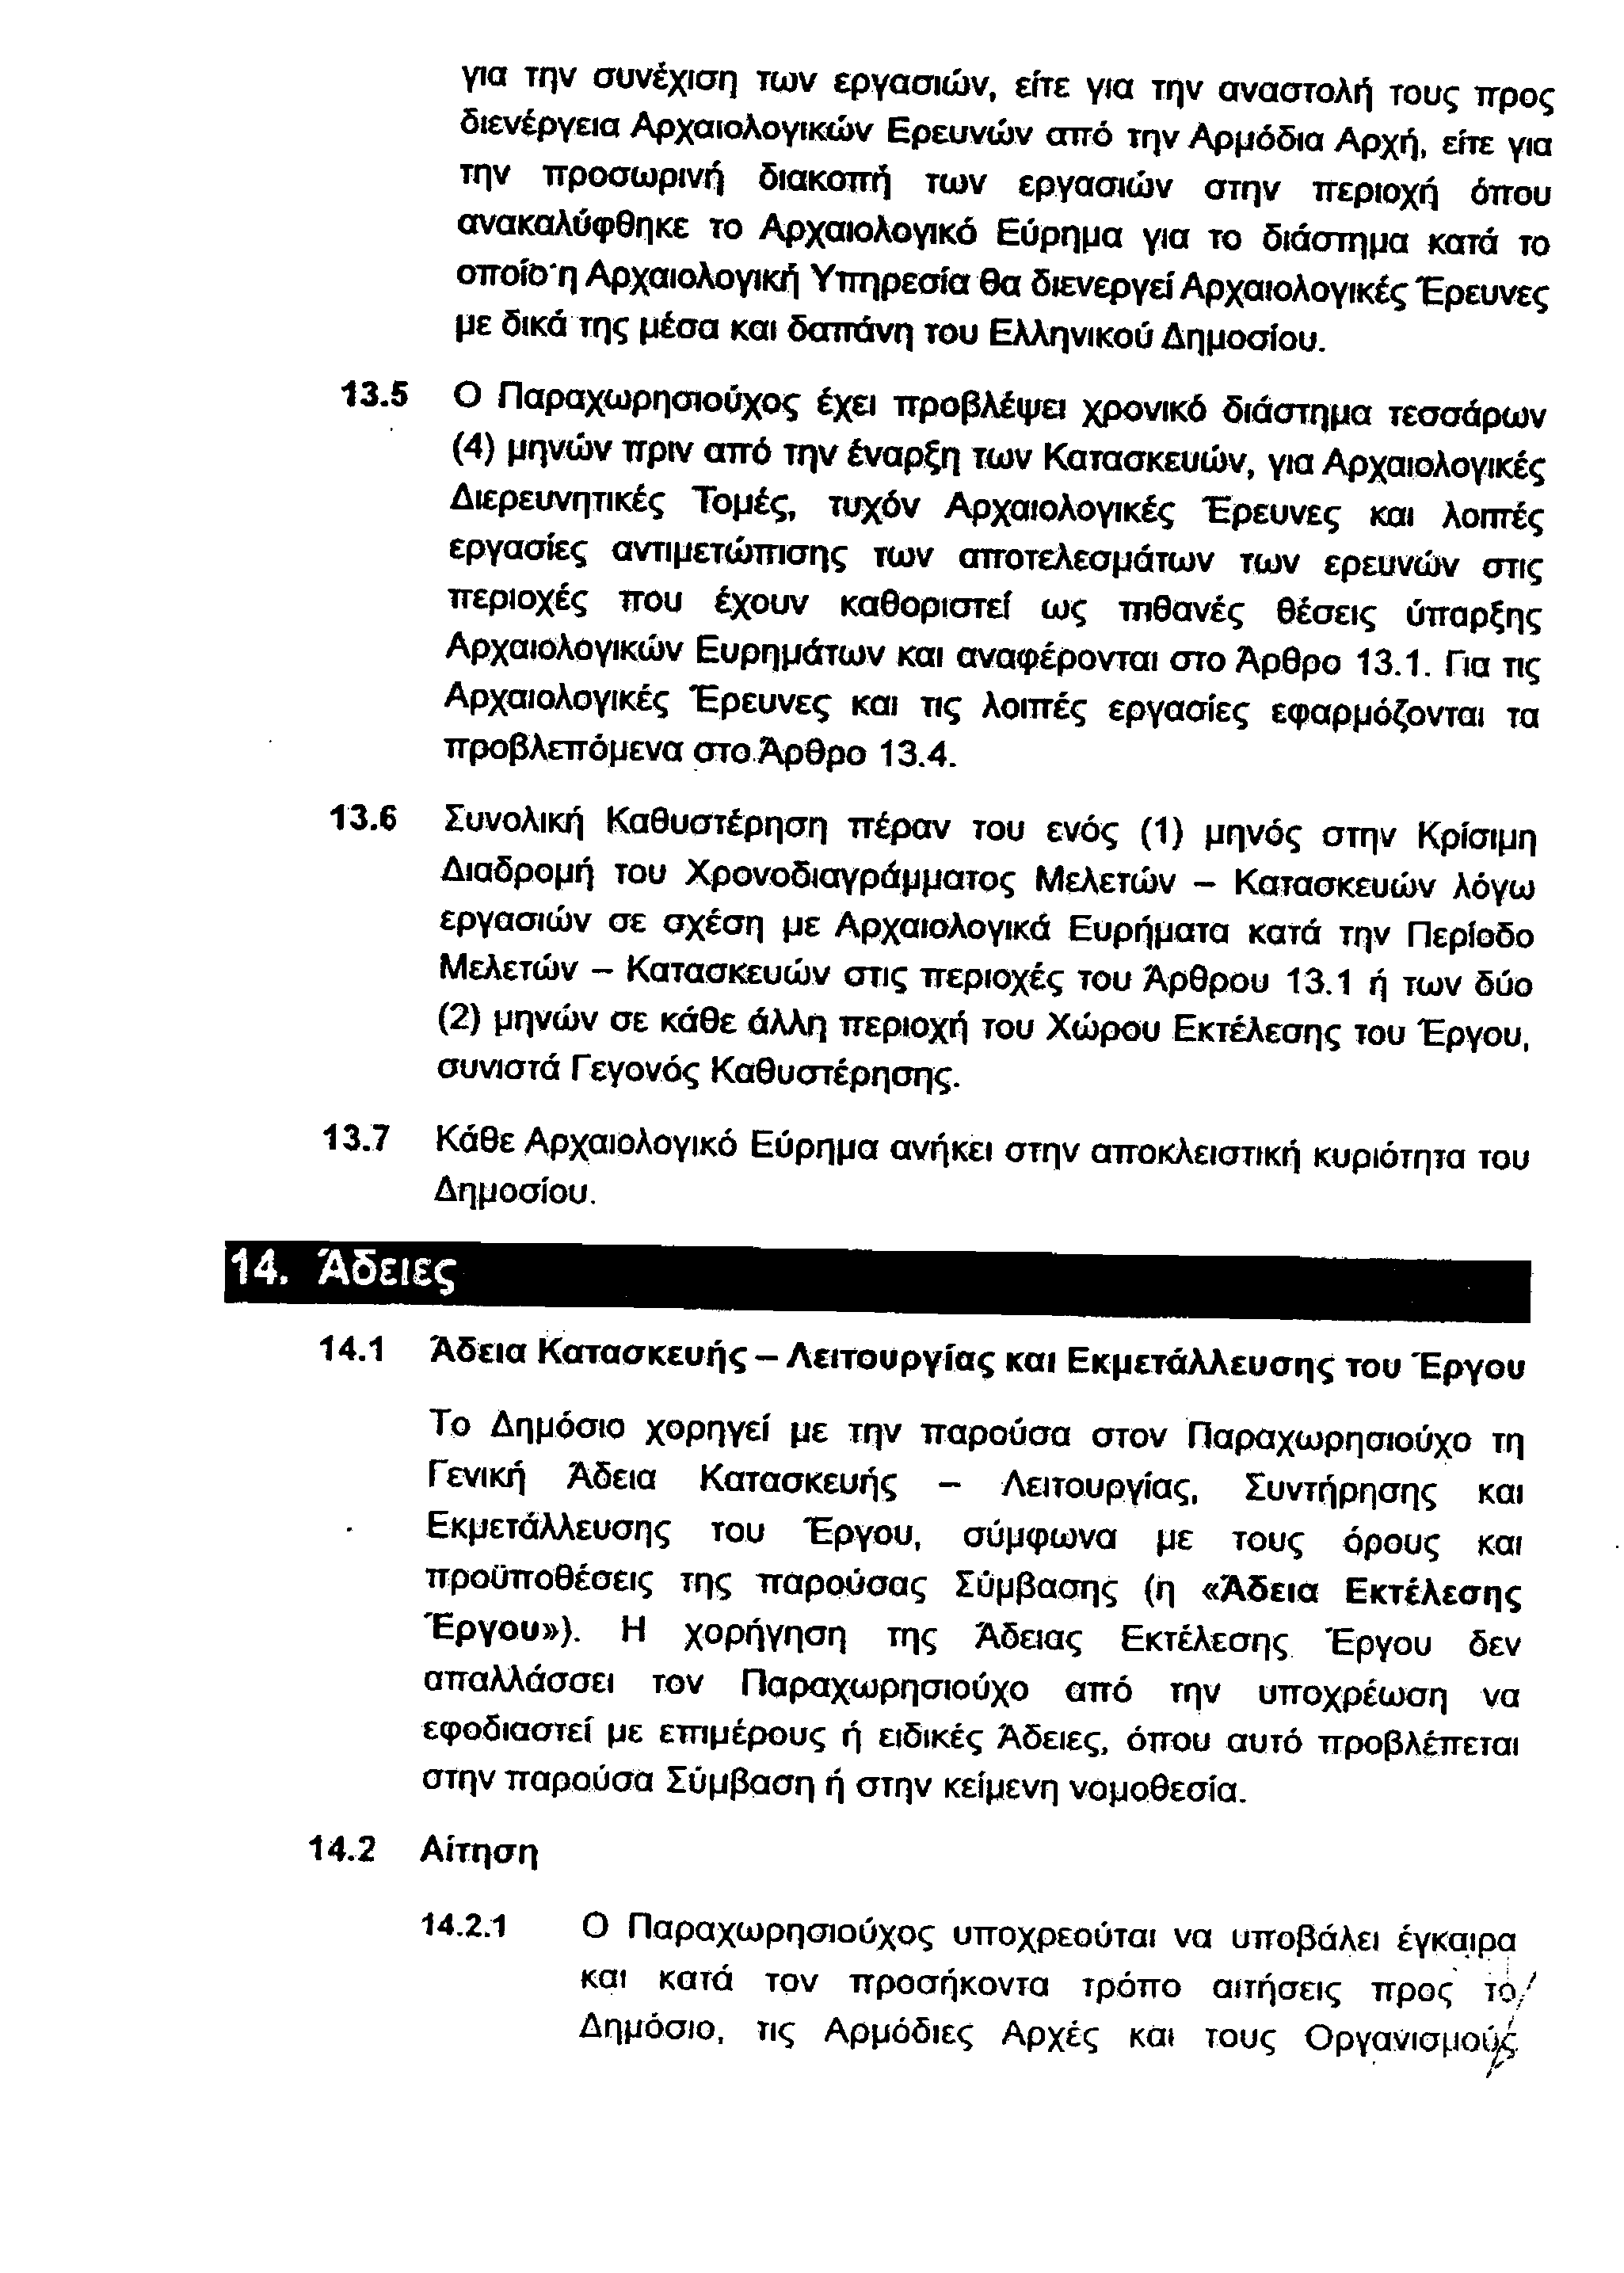 για την συνέχιση των εργασιών, είτε για την αναστολή τους προς
διενέργεια Αρχαιολογικών Ερευνών από την Αρμόδια Αρχή, είτε για
την προσωρινή διακοπή των εργασιών στην περιοχή όπου
ανακαλύφθηκε το Αρχαιολογικό Εύρημα για το διάστημα κατά το
οποίο η Αρχαιολογική Υπηρεσία θα διενεργεί Αρχαιολογικές Έρευνες
με δικά της μέσα και δαπάνη του Ελληνικού Δημοσίου.
13.5 Ο Παραχωρησιούχος έχει προβλέψει χρονικό διάστημα τεσσάρων
(4) μηνών πριν από την έναρξη των Κατασκευών, για Αρχαιολογικές
Διερευνητικές Τομές, τυχόν Αρχαιολογικές Έρευνες και λοιπές
εργασίες αντιμετώπισης των αποτελεσμάτων των ερευνών στις
περιοχές που έχουν καθοριστεί ως πιθανές θέσεις ύπαρξης
Αρχαιολογικών Ευρημάτων και αναφέρονται στο Άρθρο 13.1. Για τις
Αρχαιολογικές Έρευνες και τις λοιπές εργασίες εφαρμόζονται τα
προβλεπόμενα στο Άρθρο 13.4.
13.6 Συνολική Καθυστέρηση πέραν του ενός (1) μηνός στην Κρίσιμη
Διαδρομή του Χρονοδιαγράμματος Μελετών – Κατασκευών λόγω
εργασιών σε σχέση με Αρχαιολογικά Ευρήματα κατά την Περίοδο
Μελετών – Κατασκευών στις περιοχές του Άρθρου 13.1 ή των δύο
(2) μηνών σε κάθε άλλη περιοχή του Χώρου Εκτέλεσης του Έργου,
συνιστά Γεγονός Καθυστέρησης.
13.7 Κάθε Αρχαιολογικό Εύρημα ανήκει στην αποκλειστική κυριότητα του
Δημοσίου.
14. Άδειες
14.1 Άδεια Κατασκευής – Λειτουργίας και Εκμετάλλευσης του Έργου
Το Δημόσιο χορηγεί με την παρούσα στον Παραχωρησιούχο τη
Γενική Άδεια Κατασκευής – Λειτουργίας, Συντήρησης και
Εκμετάλλευσης του Έργου, σύμφωνα με τους όρους και
προϋποθέσεις της παρούσας Σύμβασης (η «Άδεια Εκτέλεσης
Έργου»). Η χορήγηση της Άδειας Εκτέλεσης Έργου δεν
απαλλάσσει τον Παραχωρησιούχο από την υποχρέωση να
εφοδιαστεί με επιμέρους ή ειδικές Άδειες, όπου αυτό προβλέπεται
στην παρούσα Σύμβαση ή στην κείμενη νομοθεσία.
14.2 Αίτηση
14.2.1 Ο Παραχωρησιούχος υποχρεούται να υποβάλει έγκαιρα
και κατά τον προσήκοντα τρόπο αιτήσεις προς το
Δημόσιο, τις Αρμόδιες Αρχές και τους Οργανισμούς